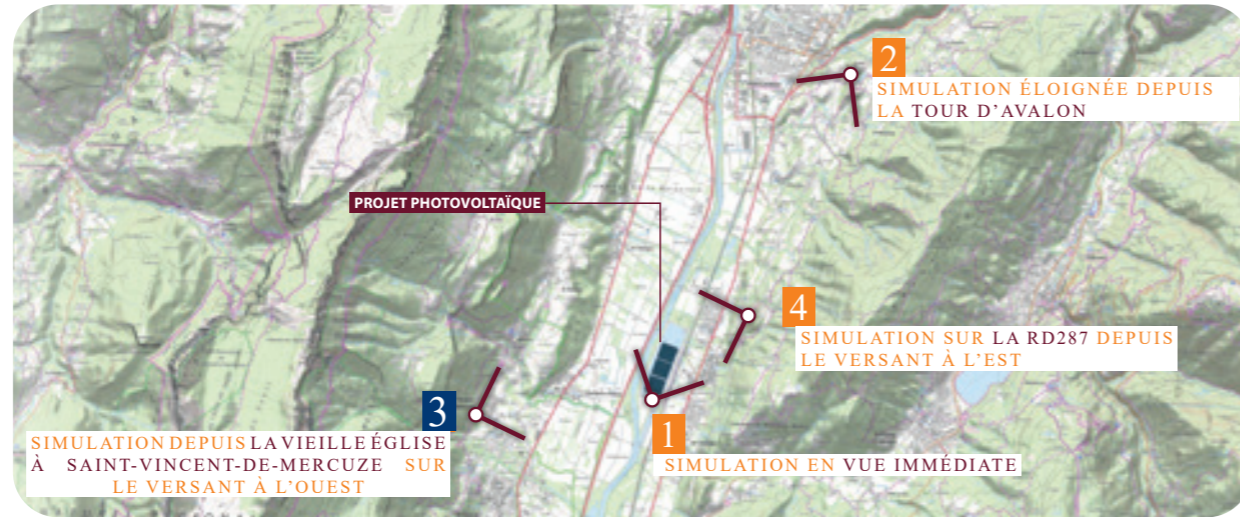 2
SIMULATION ÉLOIGNÉE DEPUIS
LA TOUR D'AVALON
PROJET PHOTOVOLTAÏQUE
4
SIMULATION SUR LA RD287 DEPUIS
LE VERSANT À L'EST
3
SIMULATION DEPUIS LA VIEILLE ÉGLISE
À SAINT-VINCENT-DE-MERCUZE SUR
LE VERSANT À L'OUEST
1
SIMULATION EN VUE IMMÉDIATE